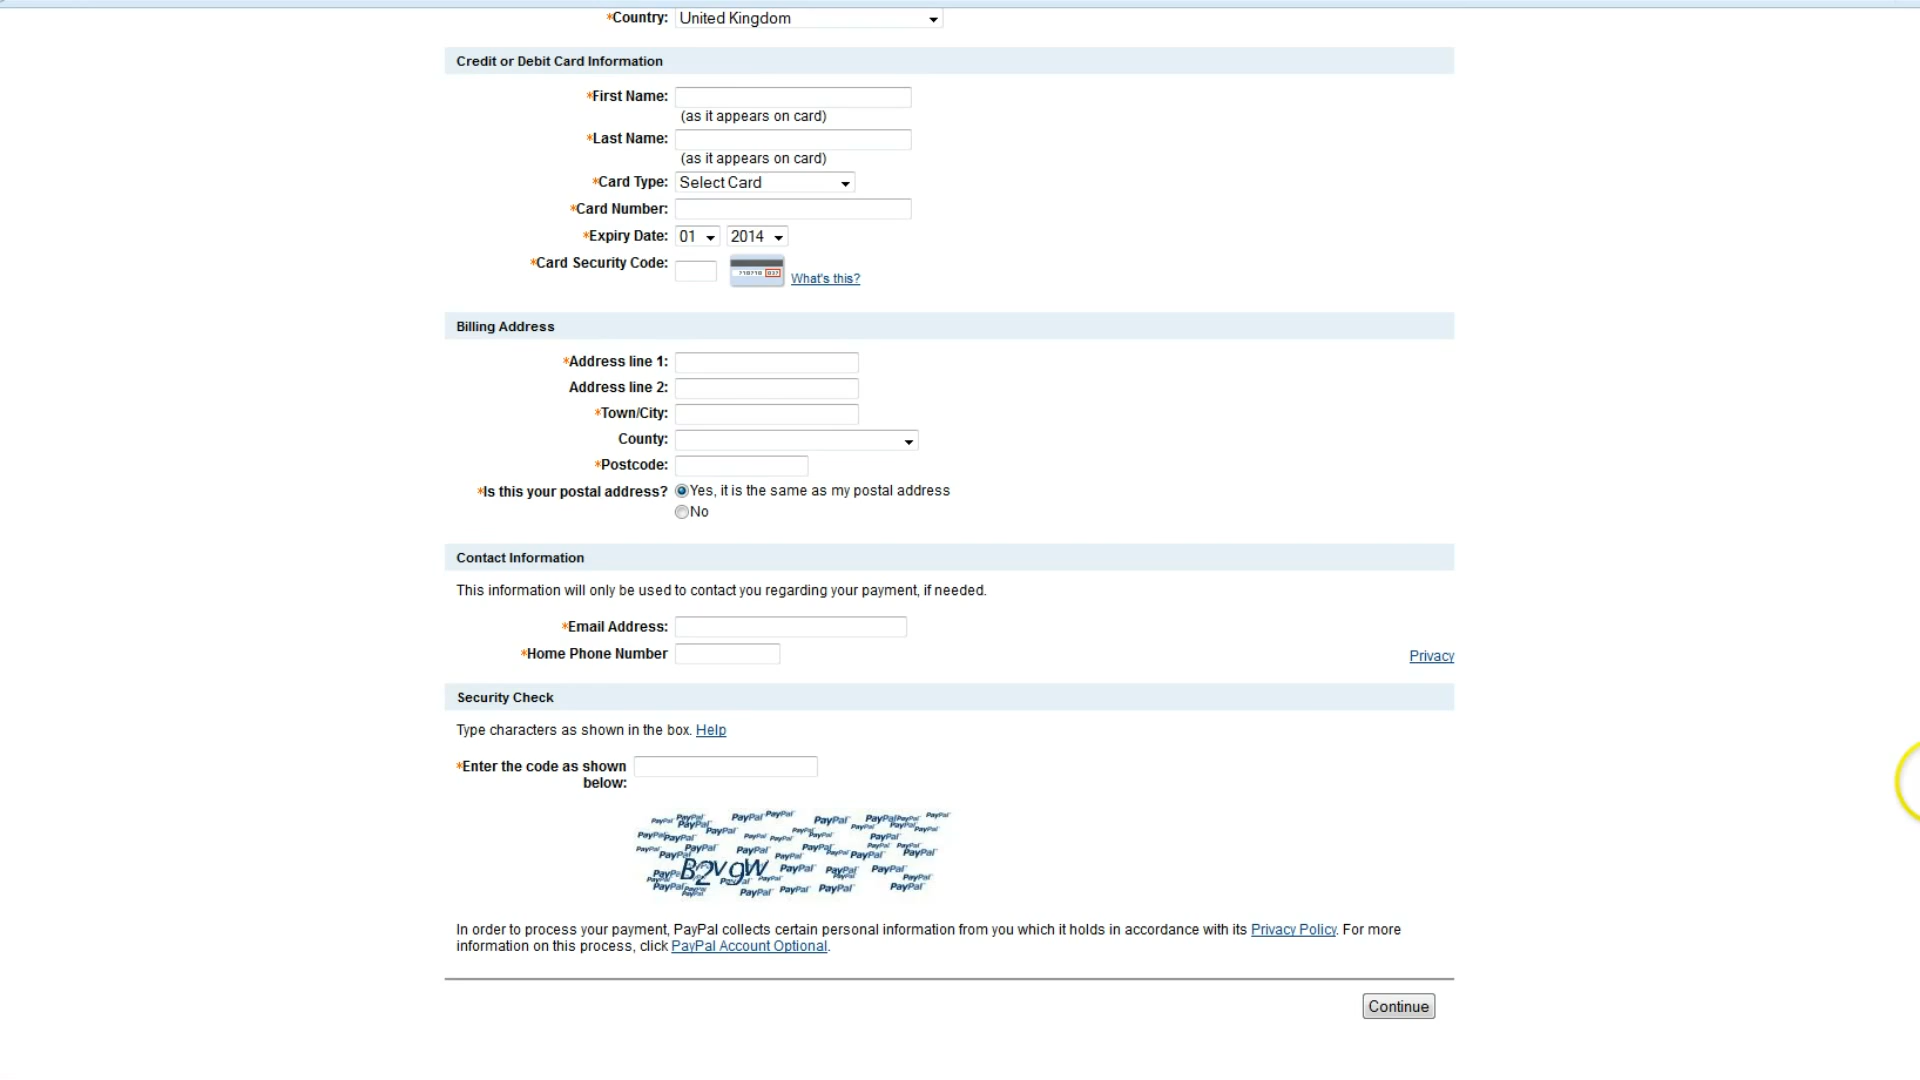 *Country: United Kingdom
Credit or Debit Card Information
*First Name:
(as it appears on card)
*Last Name:
(as it appears on card)
*Card Type: Select Card
*Card Number:
*Expiry Date: 01 2014
*Card Security Code: What's this?
Billing Address
*Address line 1:
Address line 2:
*Town/City:
County:
*Postcode:
*Is this your postal address? Yes, it is the same as my postal address
No
Contact Information
This information will only be used to contact you regarding your payment, if needed.
*Email Address:
*Home Phone Number
Privacy
Security Check
Type characters as shown in the box. Help
*Enter the code as shown
below:
PayPal
B2vgW
In order to process your payment, PayPal collects certain personal information from you which it holds in accordance with its Privacy Policy. For more
information on this process, click PayPal Account Optional.
Continue